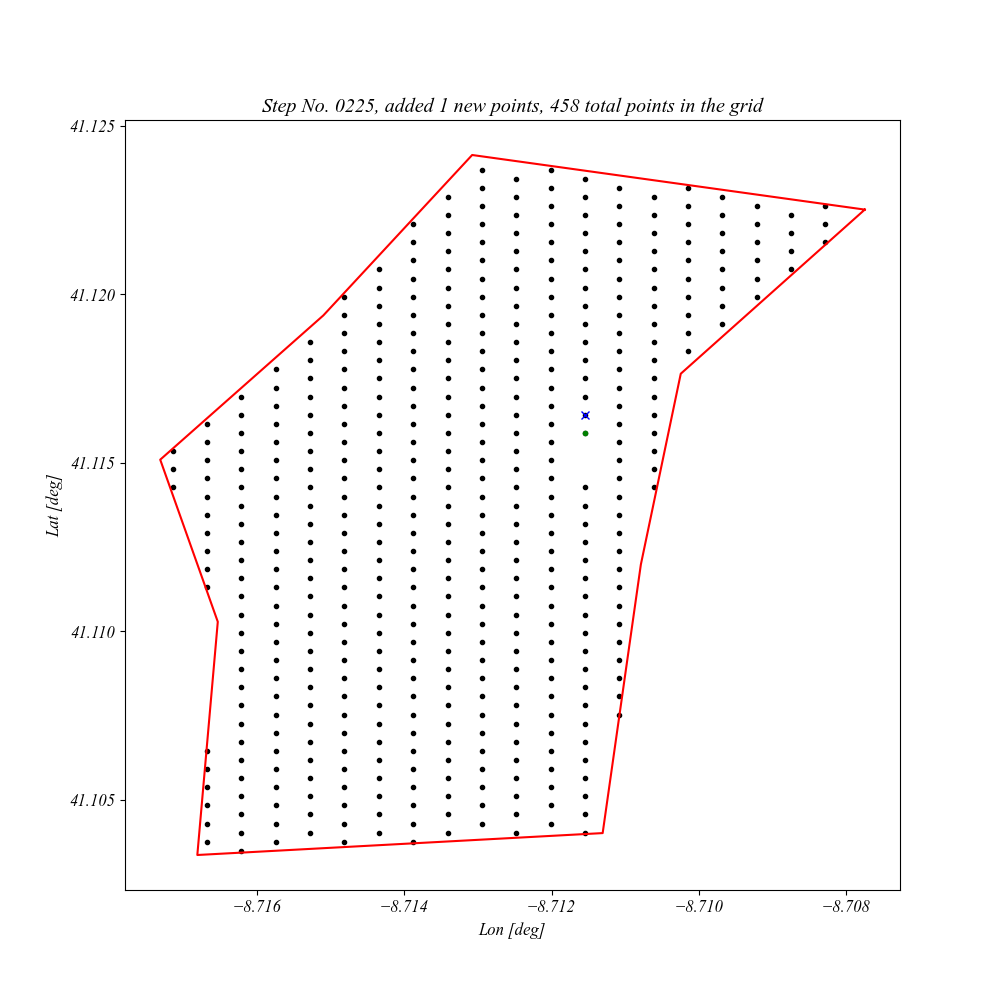 Step No. 0225, added 1 new points, 458 total points in the grid
41.125
41.120
41.115
41.110
41.105
Lat [deg]
−8.716 −8.714 −8.712 −8.710 −8.708
Lon [deg]